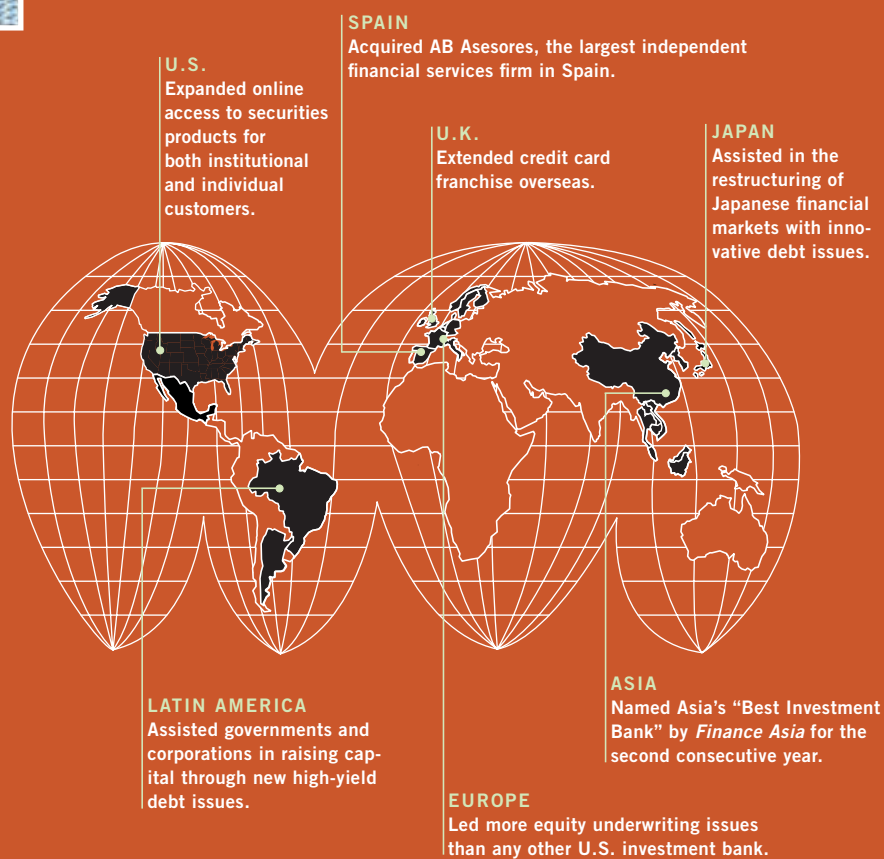 SPAIN
Acquired AB Asesores, the largest independent
financial services firm in Spain.
U.S.
Expanded online
access to securities
products for
both institutional
and individual
customers.
U.K.
Extended credit card
franchise overseas.
JAPAN
Assisted in the
restructuring of
Japanese financial
markets with inno-
vative debt issues.
LATIN AMERICA
Assisted governments and
corporations in raising cap-
ital through new high-yield
debt issues.
ASIA
Named Asia's “Best Investment
Bank” by Finance Asia for the
second consecutive year.
EUROPE
Led more equity underwriting issues
than any other U.S. investment bank.